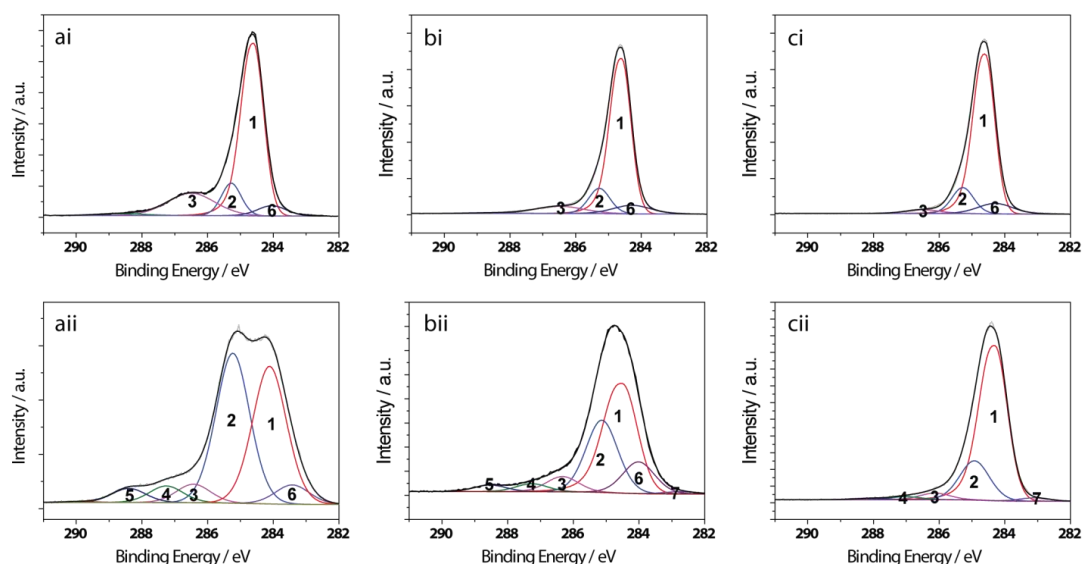 ai
bi
ci
Intensity / a.u.
Intensity / a.u.
Intensity / a.u.
1
2
3
6
1
2
3
6
1
2
3
6
290 288 286 284 282
290 288 286 284 282
290 288 286 284 282
Binding Energy / eV
Binding Energy / eV
Binding Energy / eV
aii
bii
cii
Intensity / a.u.
Intensity / a.u.
Intensity / a.u.
5
4
3
2
1
6
5
4
3
2
1
6
7
4
3
2
1
7
290 288 286 284 282
290 288 286 284 282
290 288 286 284 282
Binding Energy / eV
Binding Energy / eV
Binding Energy / eV